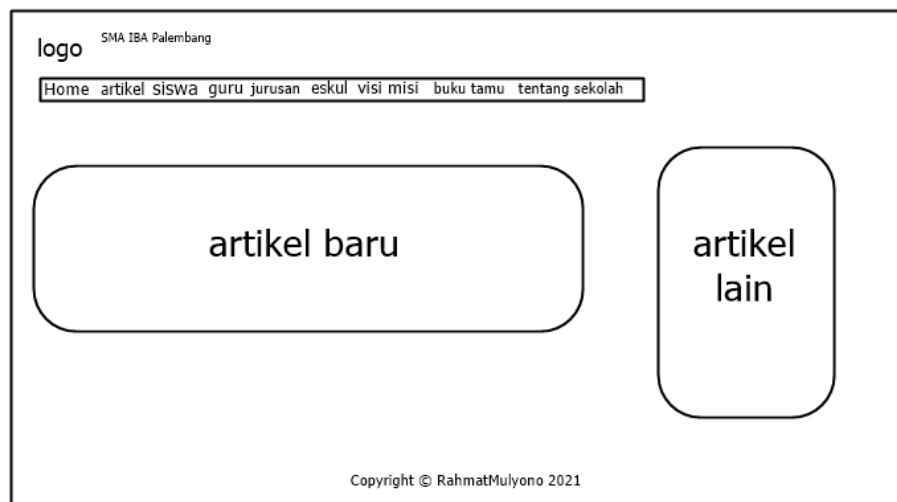 logo SMA IBA Palembang
Home artikel siswa guru jurusan eskul visi misi buku tamu tentang sekolah
artikel baru
artikel
lain
Copyright © RahmatMulyono 2021